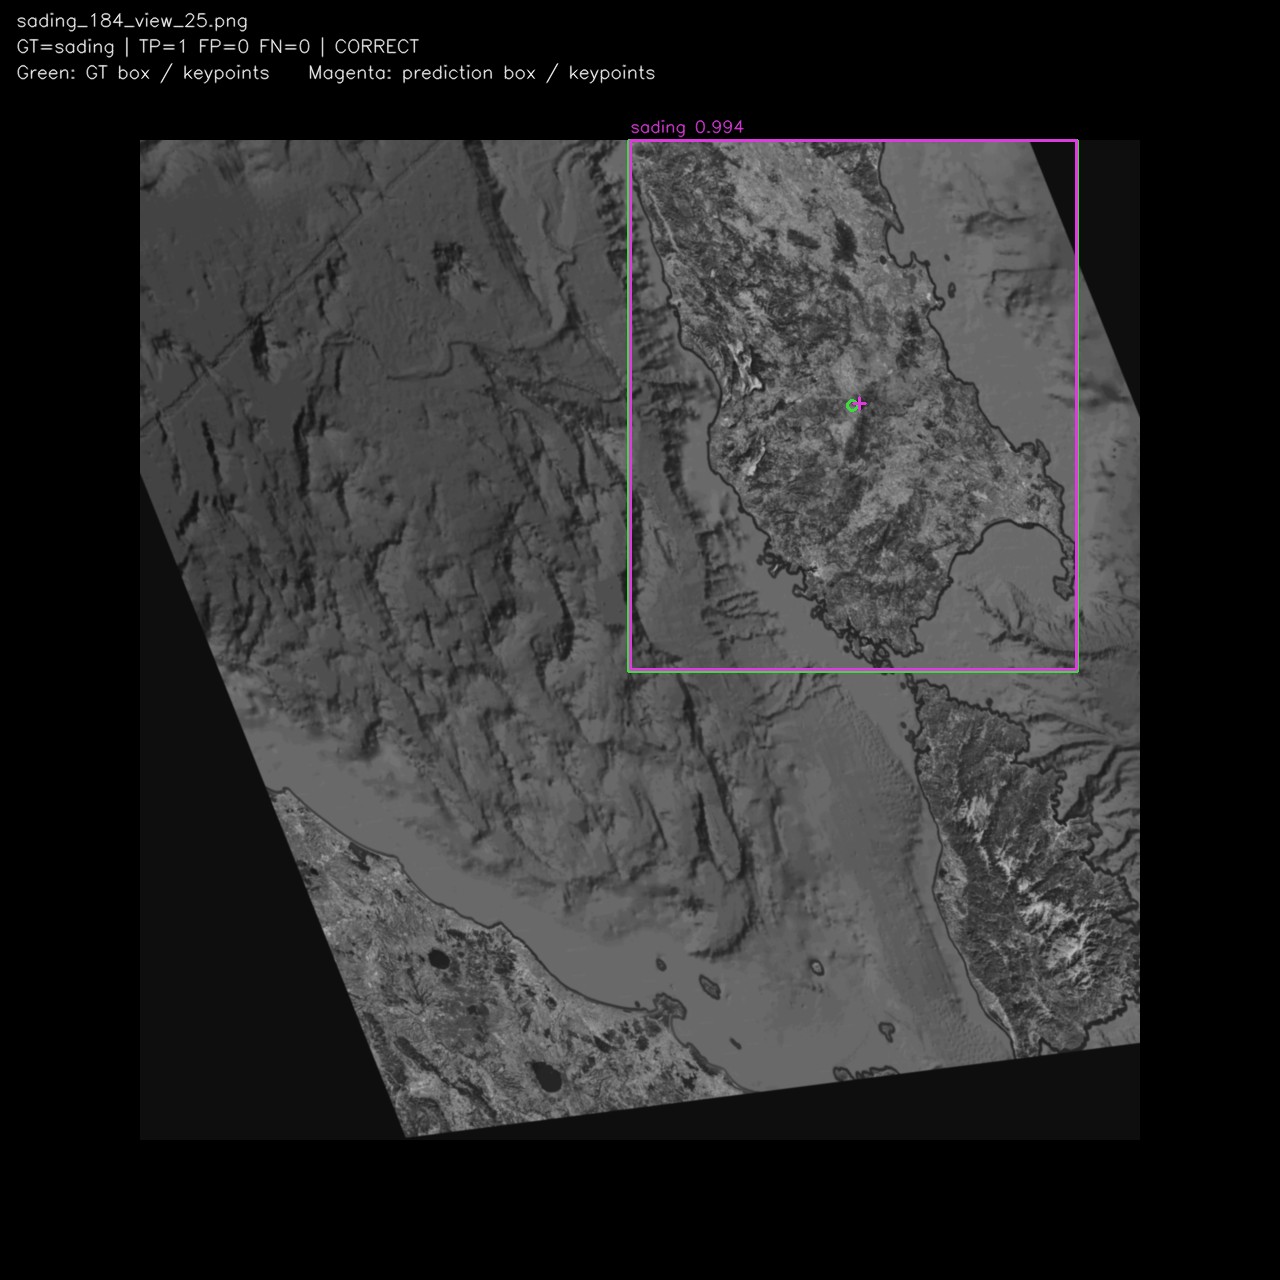 sading_184_view_25.png
GT=sading | TP=1 FP=0 FN=0 | CORRECT
Green: GT box / keypoints    Magenta: prediction box / keypoints
sading 0.994